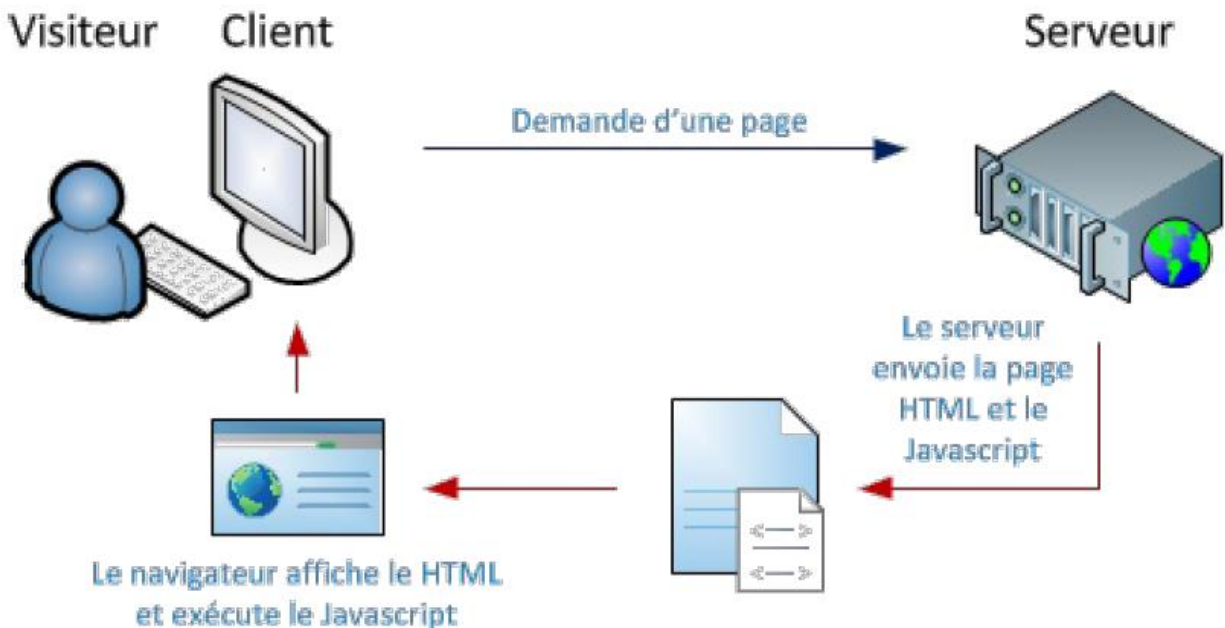 Visiteur
Client
Serveur
Demande d'une page
Le serveur
envoie la page
HTML et le
Javascript
Le navigateur affiche le HTML
et exécute le Javascript